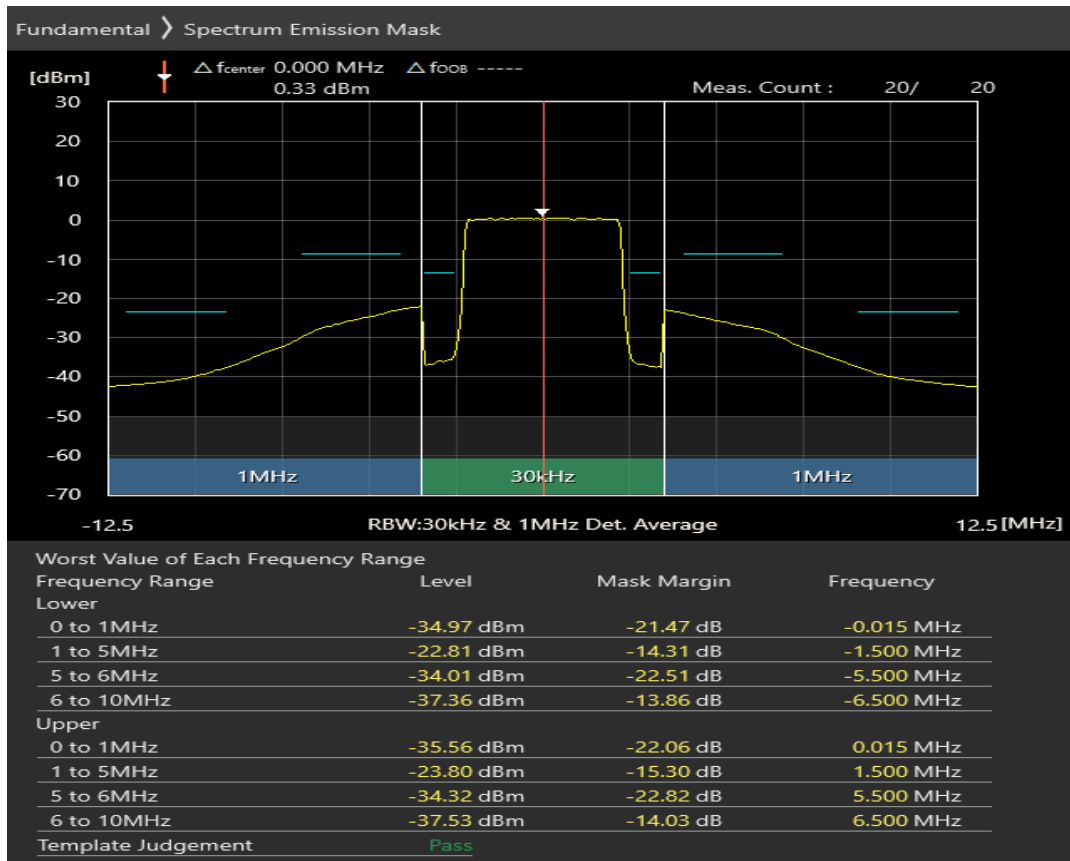 Fundamental 〉 Spectrum Emission Mask
[dBm] △ fcenter 0.000 MHz △ fOOB -----
0.33 dBm Meas. Count : 20/ 20
30
20
10
0
-10
-20
-30
-40
-50
-60
1MHz 30kHz 1MHz
-70
-12.5 RBW:30kHz & 1MHz Det. Average 12.5 [MHz]
Worst Value of Each Frequency Range
Frequency Range Level Mask Margin Frequency
Lower
0 to 1MHz -34.97 dBm -21.47 dB -0.015 MHz
1 to 5MHz -22.81 dBm -14.31 dB -1.500 MHz
5 to 6MHz -34.01 dBm -22.51 dB -5.500 MHz
6 to 10MHz -37.36 dBm -13.86 dB -6.500 MHz
Upper
0 to 1MHz -35.56 dBm -22.06 dB 0.015 MHz
1 to 5MHz -23.80 dBm -15.30 dB 1.500 MHz
5 to 6MHz -34.32 dBm -22.82 dB 5.500 MHz
6 to 10MHz -37.53 dBm -14.03 dB 6.500 MHz
Template Judgement Pass